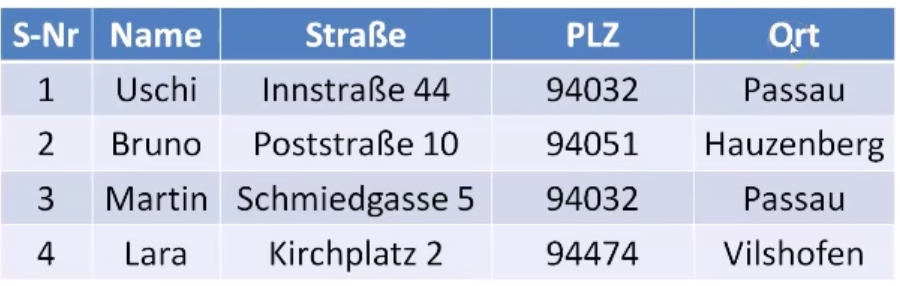 S-Nr Name Straße PLZ Ort
1 Uschi Innstraße 44 94032 Passau
2 Bruno Poststraße 10 94051 Hauzenberg
3 Martin Schmiedgasse 5 94032 Passau
4 Lara Kirchplatz 2 94474 Vilshofen